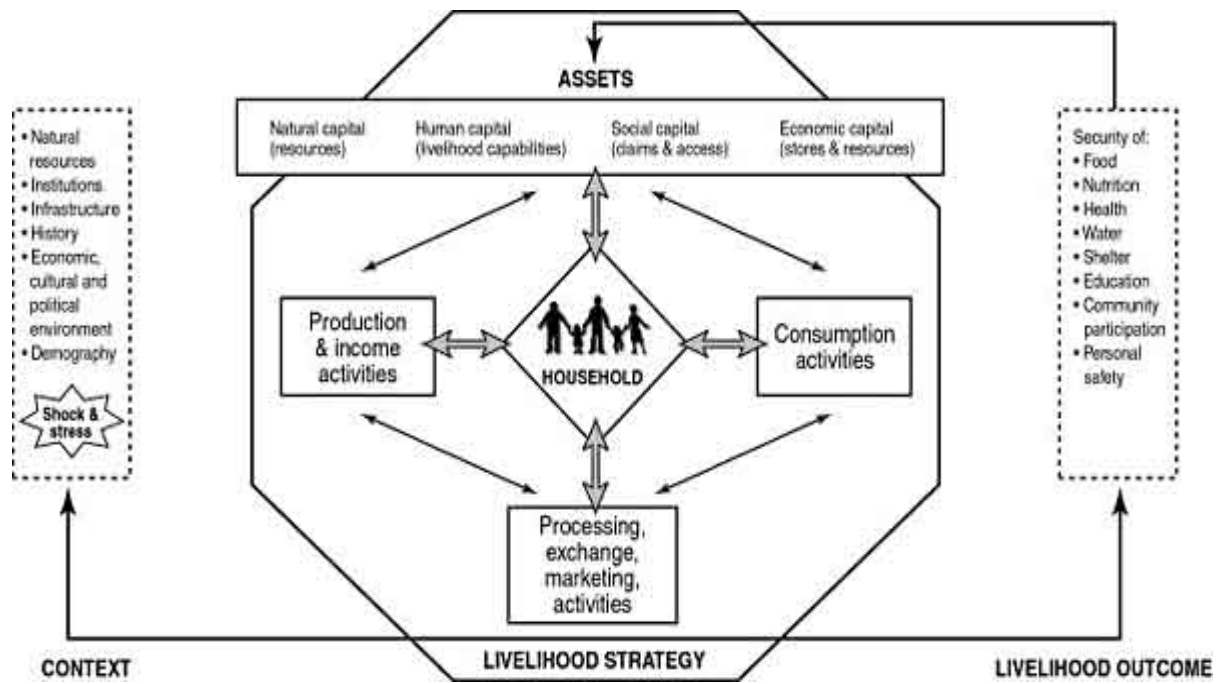 ASSETS
Natural capital
(resources)
Human capital
(livelihood capabilities)
Social capital
(claims & access)
Economic capital
(stores & resources)
• Natural
resources
• Institutions
• Infrastructure
• History
• Economic,
cultural and
political
environment
• Demography
Shock &
stress
Production
& income
activities
HOUSEHOLD
Consumption
activities
Processing,
exchange,
marketing,
activities
Security of:
• Food
• Nutrition
• Health
• Water
• Shelter
• Education
• Community
participation
• Personal
safety
CONTEXT
LIVELIHOOD STRATEGY
LIVELIHOOD OUTCOME